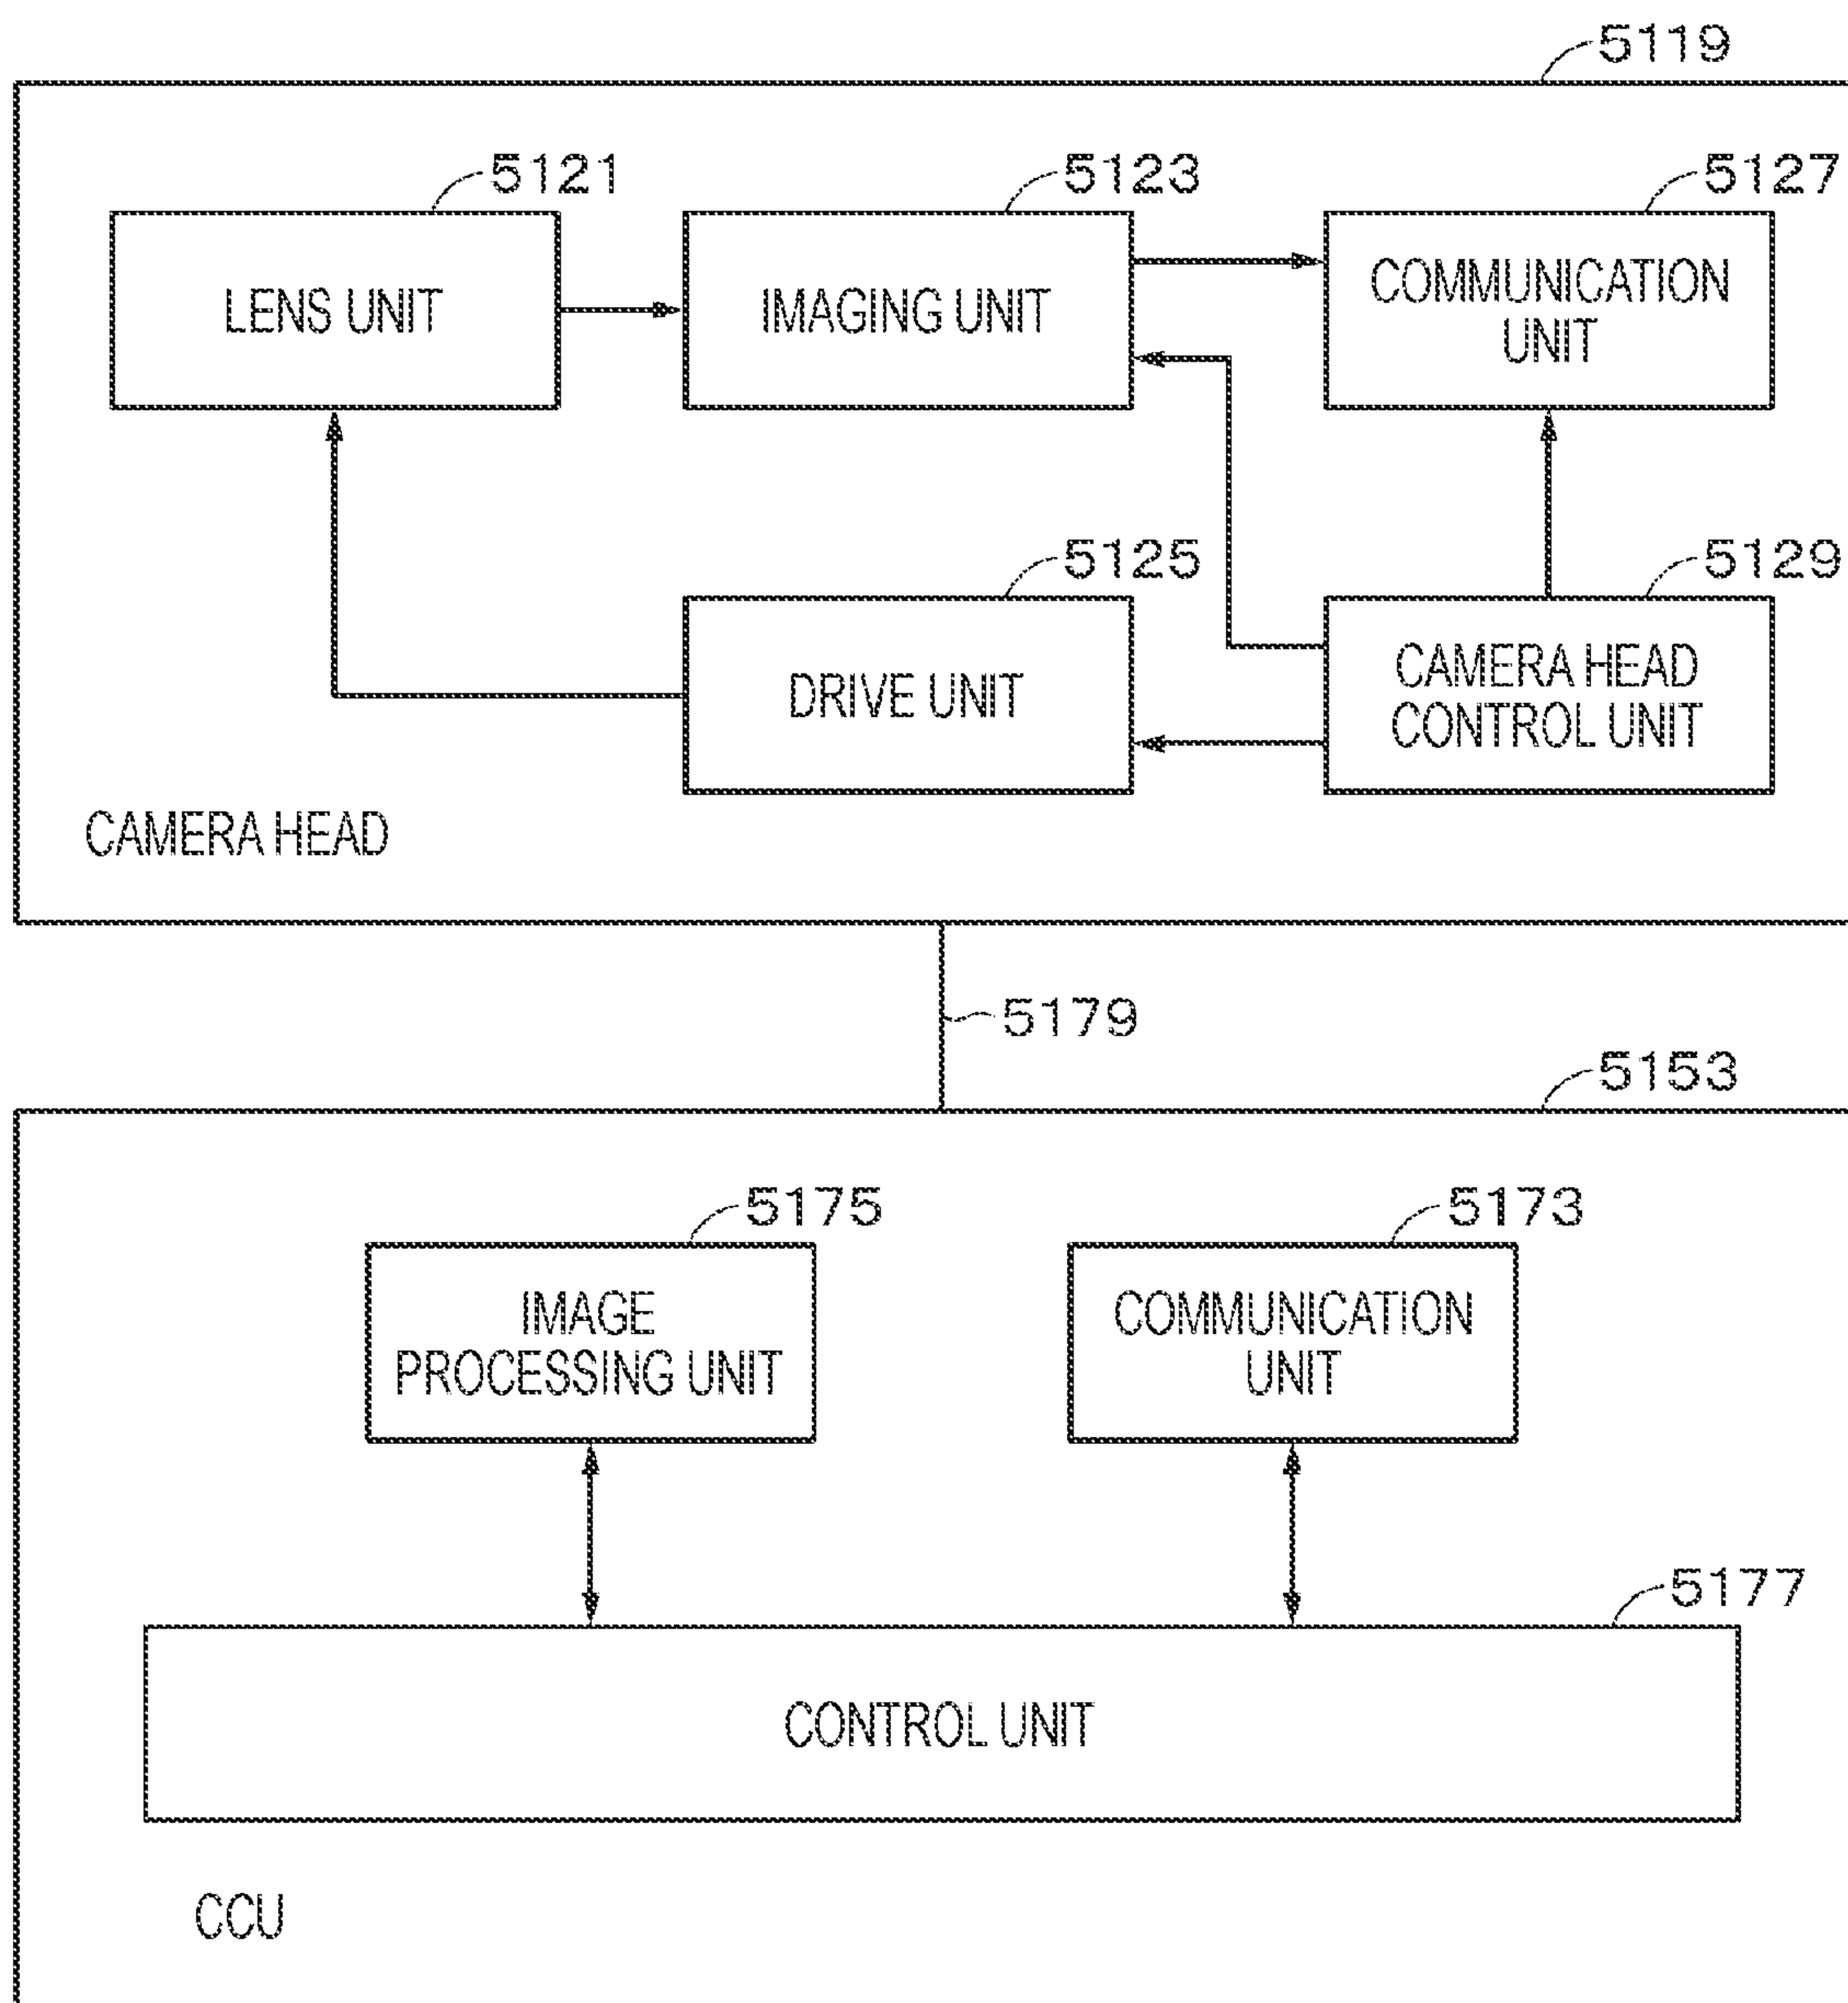 5119
5121
5123
5127
LENS UNIT
IMAGING UNIT
COMMUNICATION
UNIT
5125
5129
DRIVE UNIT
CAMERA HEAD
CONTROL UNIT
CAMERA HEAD
5179
5153
5175
5173
IMAGE
PROCESSING UNIT
COMMUNICATION
UNIT
5177
CONTROL UNIT
CCU